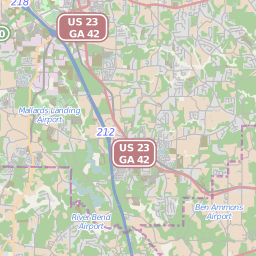 218
US 23
GA 42
0
Mallards Landing
Airport
212
US 23
GA 42
River Bend
Airport
Ben Ammons
Airport